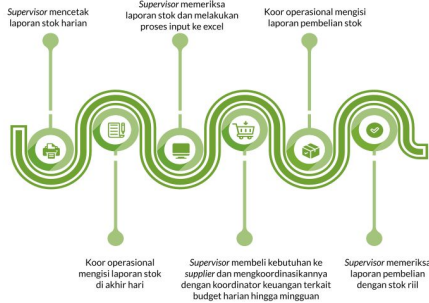 Supervisor mencetak
laporan stok harian
Koor operasional
mengisi laporan stok
di akhir hari
Supervisor memeriksa
laporan stok dan melakukan
proses input ke excel
Supervisor membeli kebutuhan ke
supplier dan mengkoordinasikannya
dengan koordinator keuangan terkait
budget harian hingga mingguan
Koor operasional mengisi
laporan pembelian stok
Supervisor memeriksa
laporan pembelian
dengan stok riil